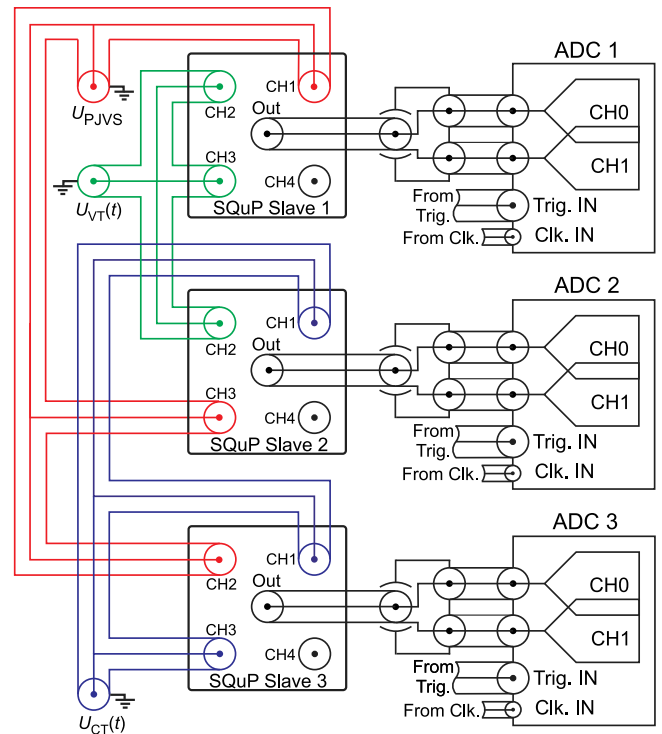 ADC 1
CH1
CH2
U_PJVS
Out
CH0
CH3
CH4
CH1
U_VT(t)
SQuP Slave 1
From
Trig.
Trig. IN
From Clk.
Clk. IN
ADC 2
CH1
CH2
Out
CH0
CH3
CH4
CH1
SQuP Slave 2
From
Trig.
Trig. IN
From Clk.
Clk. IN
ADC 3
CH1
CH2
Out
CH0
CH3
CH4
CH1
SQuP Slave 3
From
Trig.
Trig. IN
From Clk.
Clk. IN
U_CT(t)